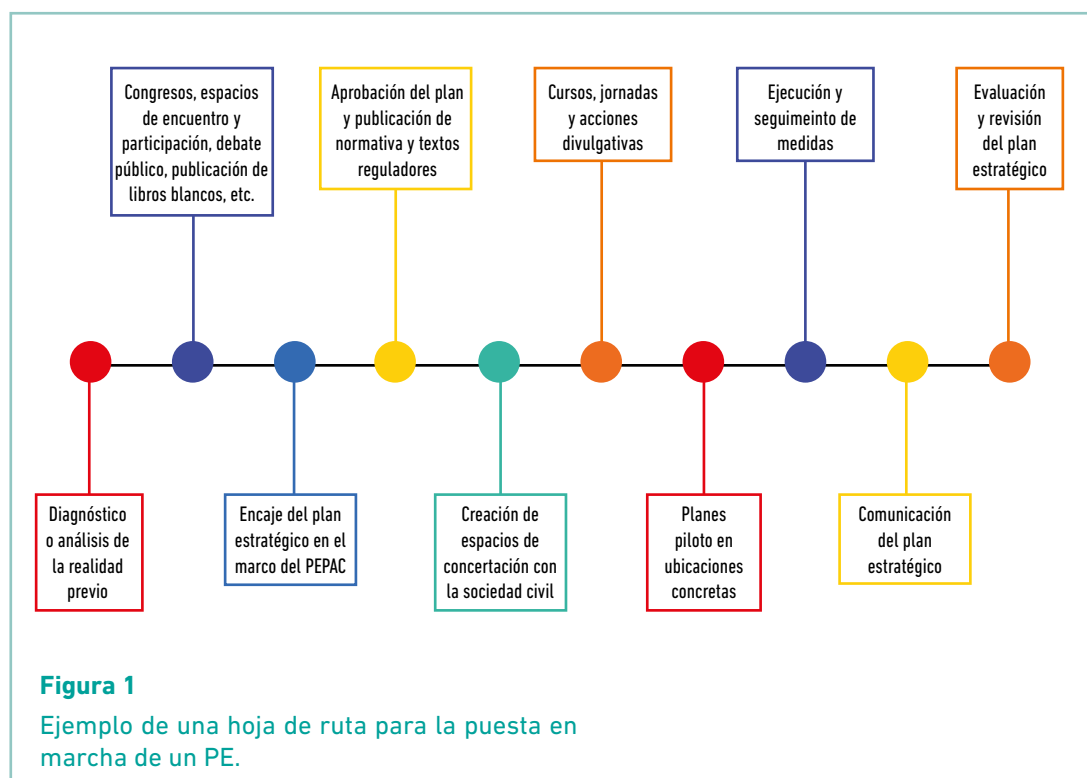 Congresos, espacios
de encuentro y
participación, debate
público, publicación de
libros blancos, etc.
Aprobación del plan
y publicación de
normativa y textos
reguladores
Cursos, jornadas
y acciones
divulgativas
Ejecución y
seguimeinto de
medidas
Evaluación
y revisión
del plan
estratégico
Diagnóstico
o análisis de
la realidad
previo
Encaje del plan
estratégico en el
marco del PEPAC
Creación de
espacios de
concertación con
la sociedad civil
Planes
piloto en
ubicaciones
concretas
Comunicación
del plan
estratégico
Figura 1
Ejemplo de una hoja de ruta para la puesta en
marcha de un PE.